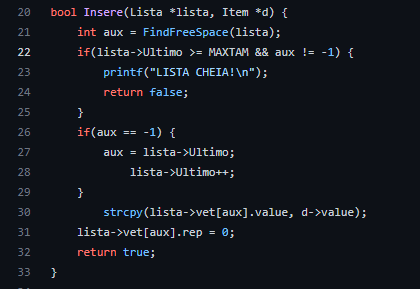 20 bool Insere(Lista *lista, Item *d) {
21 int aux = FindFreeSpace(lista);
22 if(lista->Ultimo >= MAXTAM && aux != -1) {
23 printf("LISTA CHEIA!\n");
24 return false;
25 }
26 if(aux == -1) {
27 aux = lista->Ultimo;
28 lista->Ultimo++;
29 }
30 strcpy(lista->vet[aux].value, d->value);
31 lista->vet[aux].rep = 0;
32 return true;
33 }